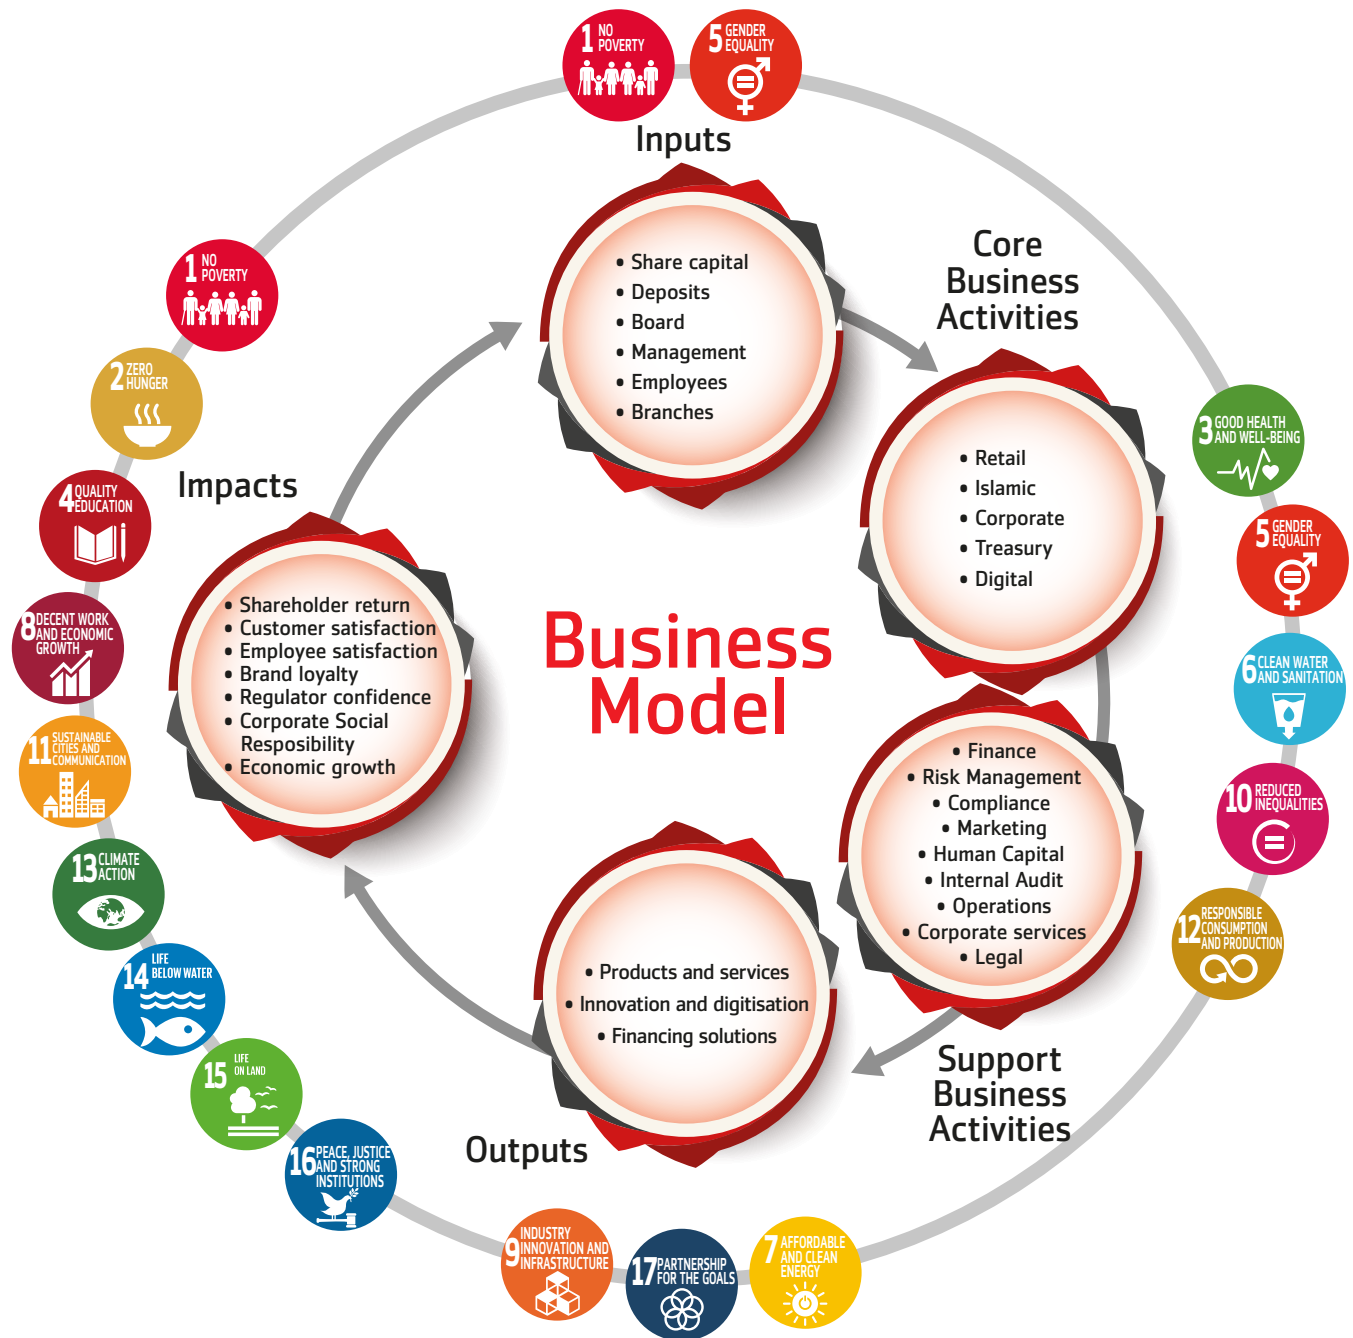 1 NO
POVERTY
5 GENDER
EQUALITY
Inputs
• Share capital
• Deposits
• Board
• Management
• Employees
• Branches
Core
Business
Activities
• Retail
• Islamic
• Corporate
• Treasury
• Digital
3 GOOD HEALTH
AND WELL-BEING
5 GENDER
EQUALITY
6 CLEAN WATER
AND SANITATION
10 REDUCED
INEQUALITIES
12 RESPONSIBLE
CONSUMPTION
AND PRODUCTION
Business
Model
• Finance
• Risk Management
• Compliance
• Marketing
• Human Capital
• Internal Audit
• Operations
• Corporate services
• Legal
Support
Business
Activities
• Products and services
• Innovation and digitisation
• Financing solutions
Outputs
7 AFFORDABLE
AND CLEAN
ENERGY
17 PARTNERSHIP
FOR THE GOALS
9 INDUSTRY
INNOVATION AND
INFRASTRUCTURE
Impacts
• Shareholder return
• Customer satisfaction
• Employee satisfaction
• Brand loyalty
• Regulator confidence
• Corporate Social
Resposibility
• Economic growth
1 NO
POVERTY
2 ZERO
HUNGER
4 QUALITY
EDUCATION
8 DECENT WORK
AND ECONOMIC
GROWTH
11 SUSTAINABLE
CITIES AND
COMMUNICATION
13 CLIMATE
ACTION
14 LIFE
BELOW WATER
15 LIFE
ON LAND
16 PEACE, JUSTICE
AND STRONG
INSTITUTIONS